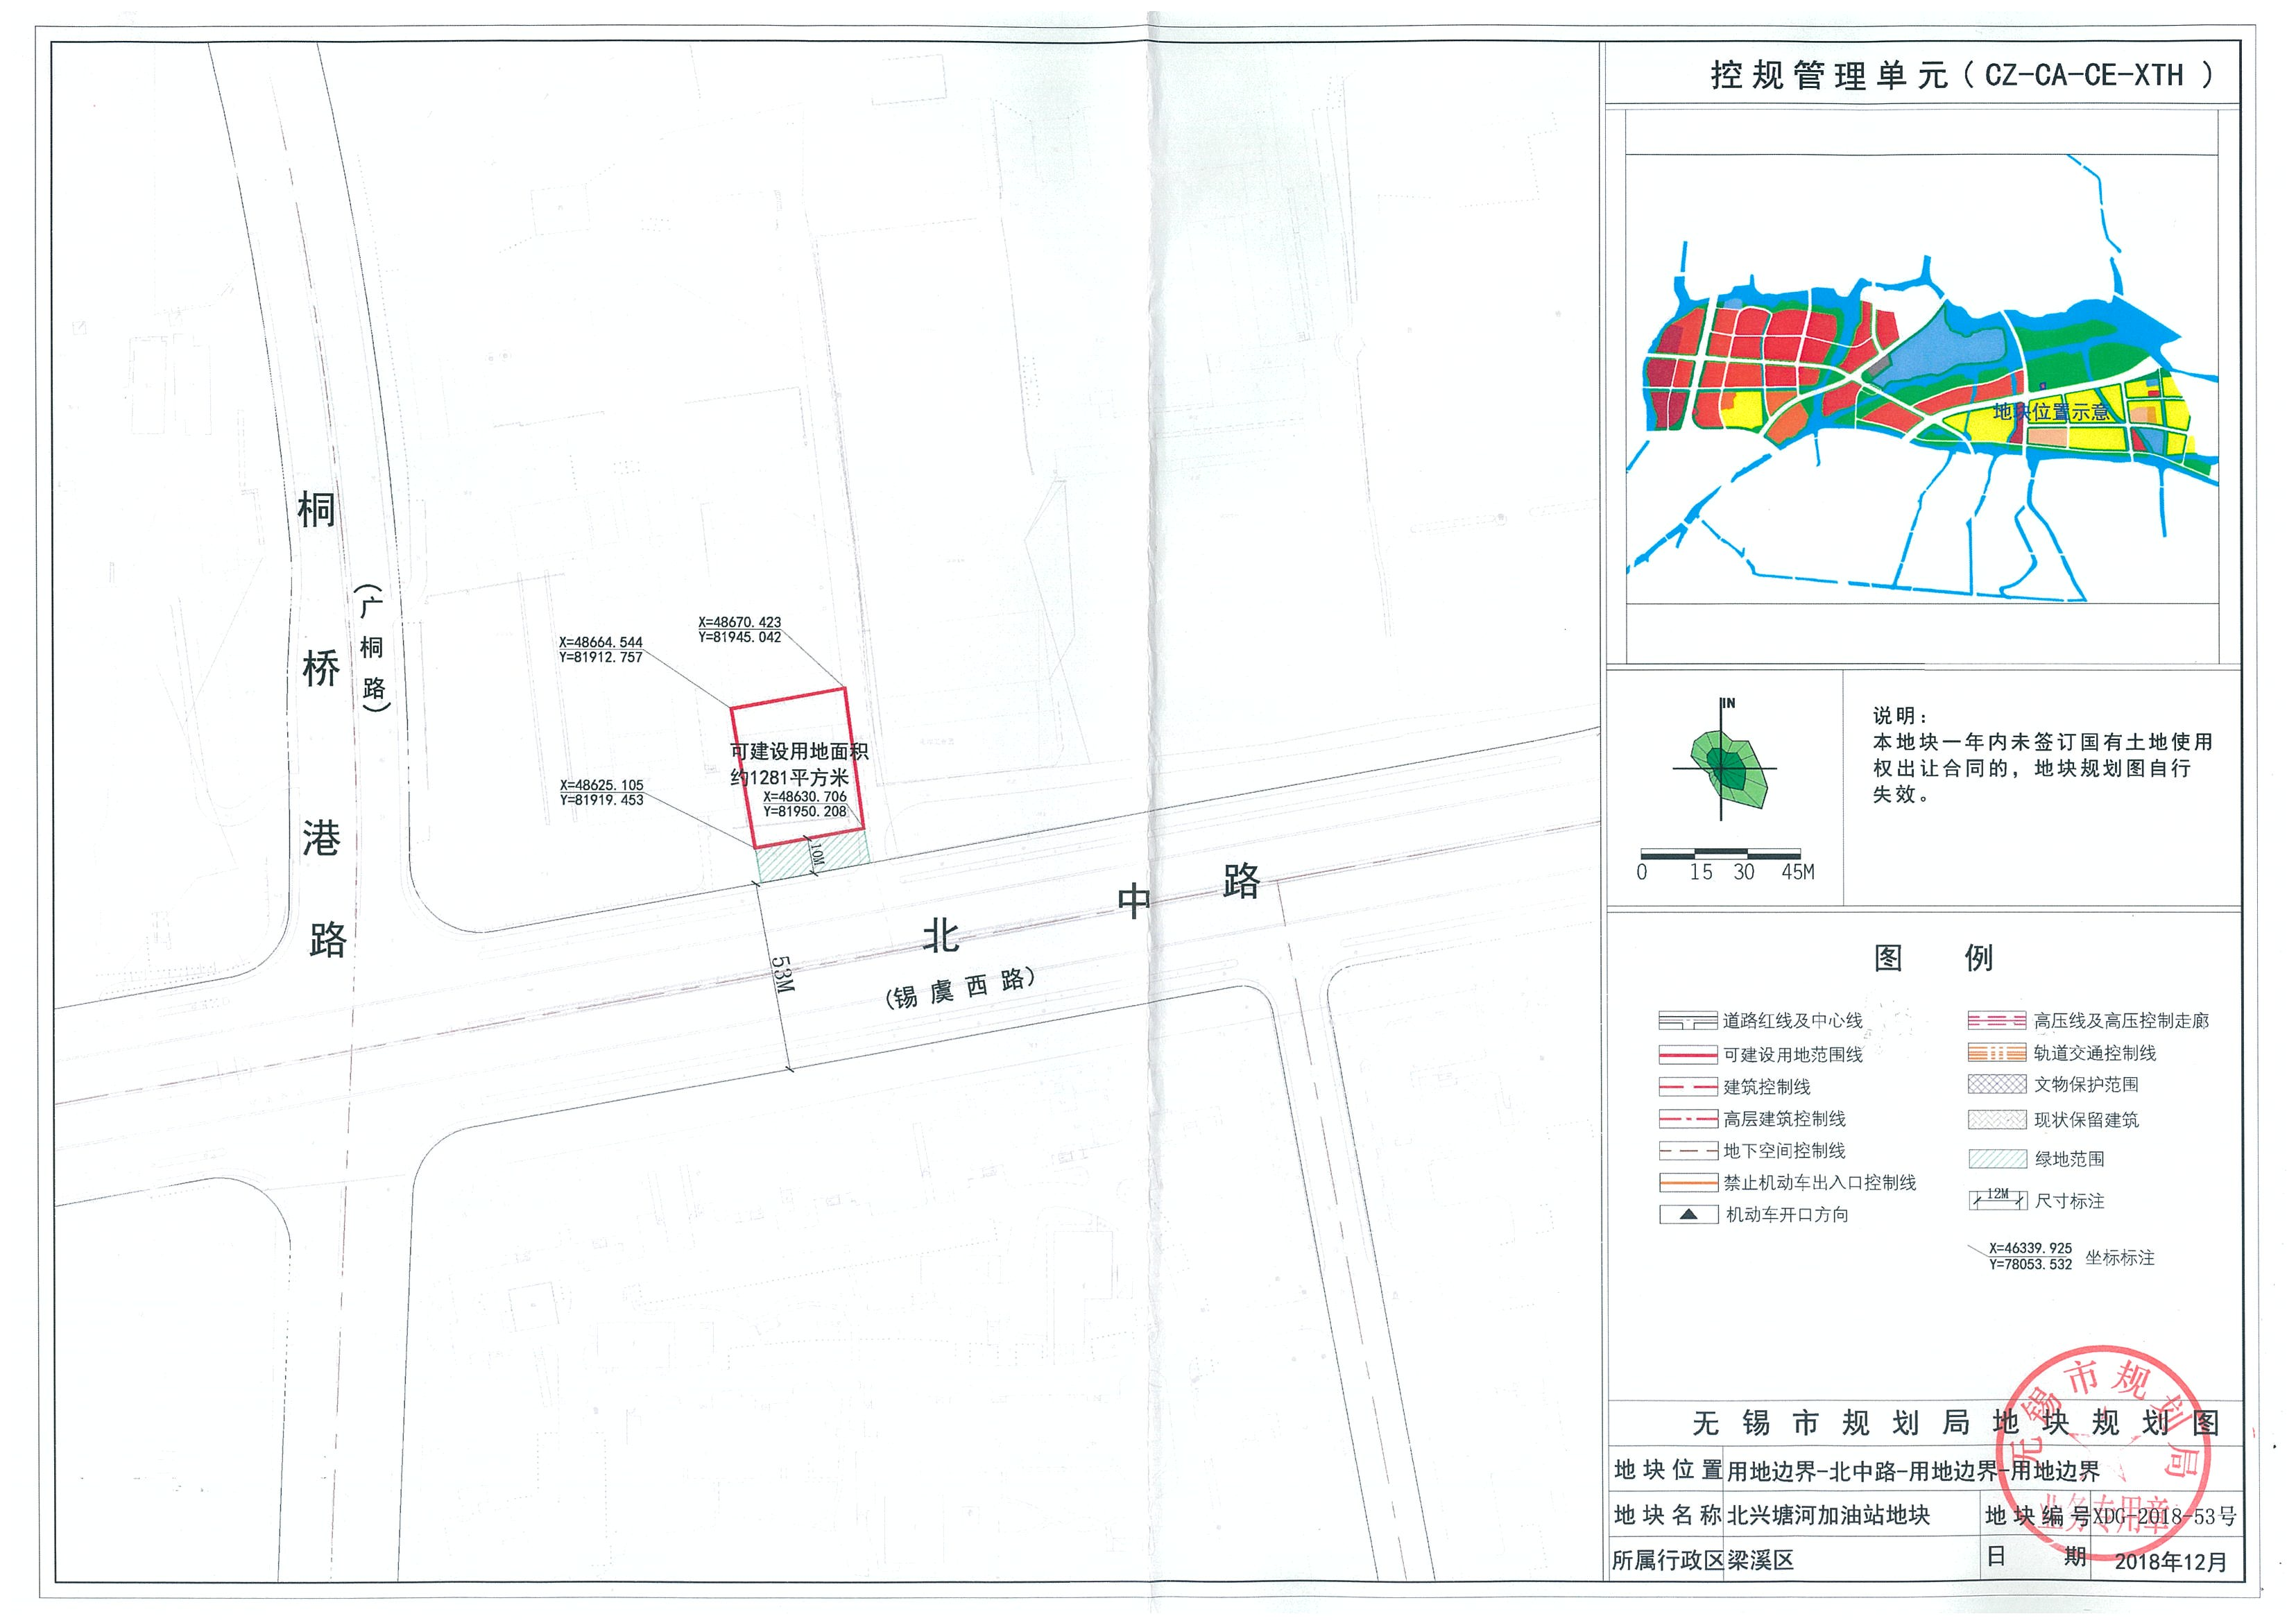 控规管理单元（CZ-CA-CE-XTH ）
地块位置示意
桐桥港路
（广桐路）
X=48670.423
Y=81945.042
X=48664.544
Y=81912.757
可建设用地面积
约1281平方米
X=48630.706
Y=81950.208
X=48625.105
Y=81919.453
10M
53M
北中路
（锡虞西路）
N
0 15 30 45M
说明：
本地块一年内未签订国有土地使用
权出让合同的，地块规划图自行
失效。
图例
道路红线及中心线
可建设用地范围线
建筑控制线
高层建筑控制线
地下空间控制线
禁止机动车出入口控制线
机动车开口方向
高压线及高压控制走廊
轨道交通控制线
文物保护范围
现状保留建筑
绿地范围
12M 尺寸标注
X=46339.925
Y=78053.532
坐标标注
无锡市规划局地块规划图
地块位置 用地边界-北中路-用地边界-用地边界
地块名称 北兴塘河加油站地块 地块编号 XDG-2018-53号
所属行政区 梁溪区 日期 2018年12月
无锡市规划局
业务专用章